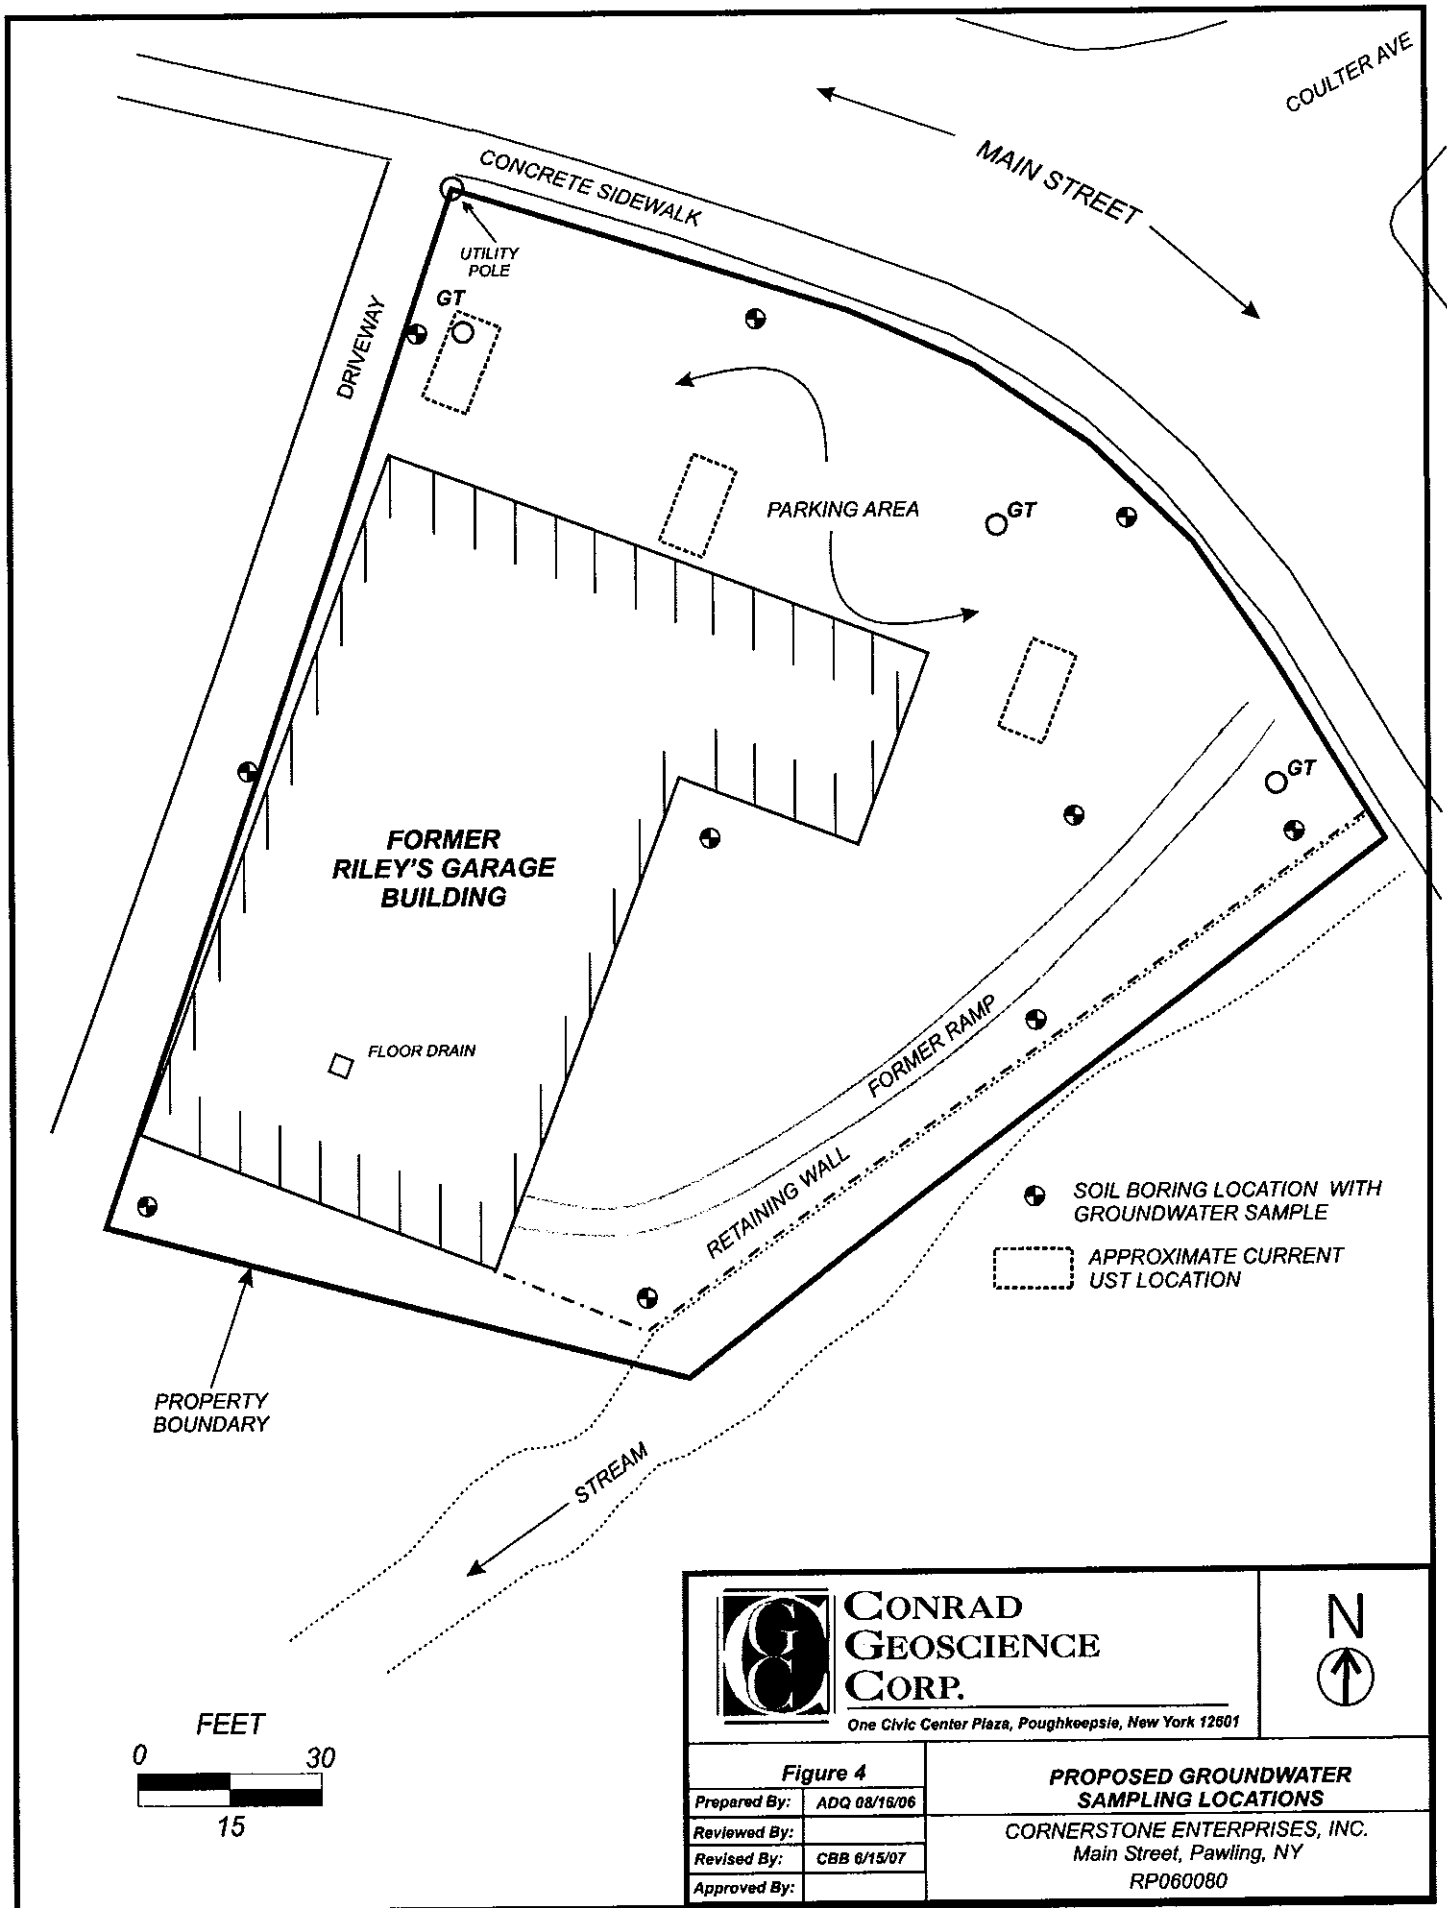 COULTER AVE
MAIN STREET
CONCRETE SIDEWALK
UTILITY
POLE
GT
DRIVEWAY
PARKING AREA
GT
GT
FORMER
RILEY'S GARAGE
BUILDING
FLOOR DRAIN
FORMER RAMP
RETAINING WALL
SOIL BORING LOCATION WITH
GROUNDWATER SAMPLE
APPROXIMATE CURRENT
UST LOCATION
PROPERTY
BOUNDARY
STREAM
FEET
0 30
15
CGC
CONRAD
GEOSCIENCE
CORP.
One Civic Center Plaza, Poughkeepsie, New York 12601
N
Figure 4
Prepared By: ADQ 08/16/06
Reviewed By:
Revised By: CBB 6/15/07
Approved By:
PROPOSED GROUNDWATER
SAMPLING LOCATIONS
CORNERSTONE ENTERPRISES, INC.
Main Street, Pawling, NY
RP060080